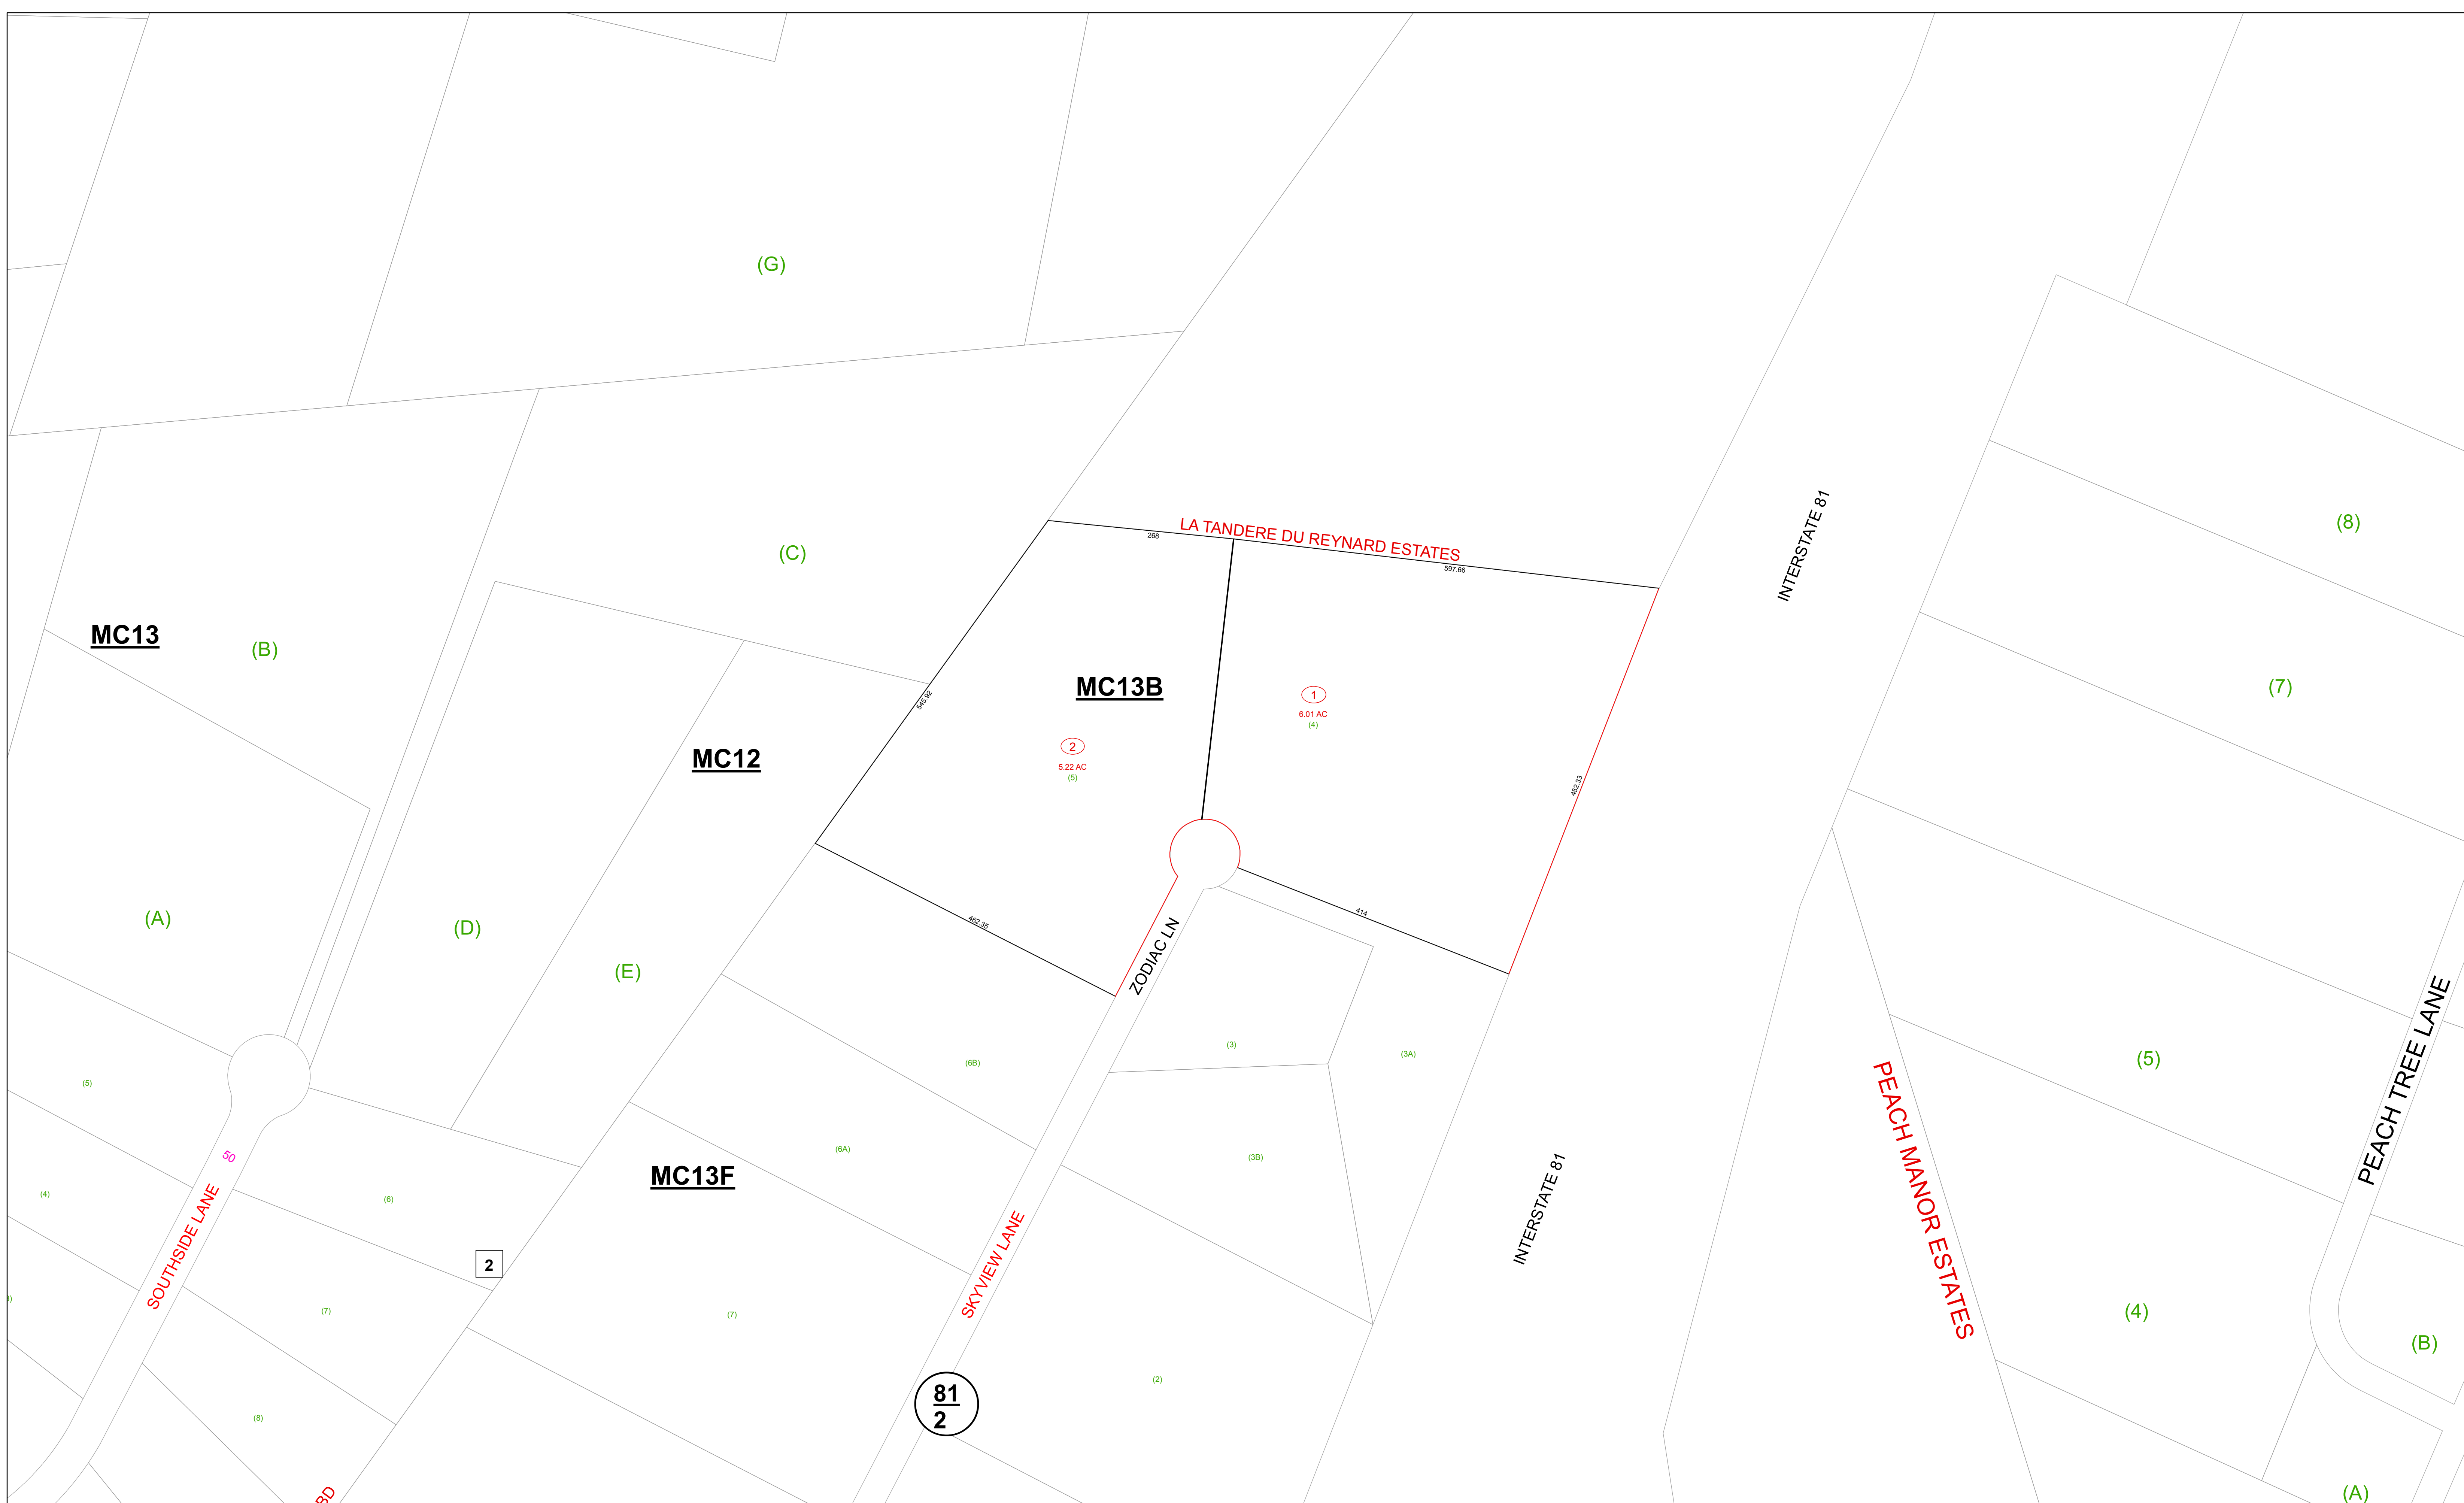 (G)
LA TANDERE DU REYNARD ESTATES
268
597.66
INTERSTATE 81
(8)
(C)
MC13
(B)
MC13B
1
6.01 AC
(4)
(7)
545.92
MC12
2
5.22 AC
(5)
452.33
(A)
(D)
462.35
414
ZODIAC LN
(E)
(3)
(3A)
(6B)
(5)
(5)
PEACH TREE LANE
PEACH MANOR ESTATES
50
(6A)
(3B)
MC13F
(4)
(6)
SOUTHSIDE LANE
SKYVIEW LANE
INTERSTATE 81
2
(7)
(7)
(4)
(B)
(2)
81
2
(8)
BD
(A)